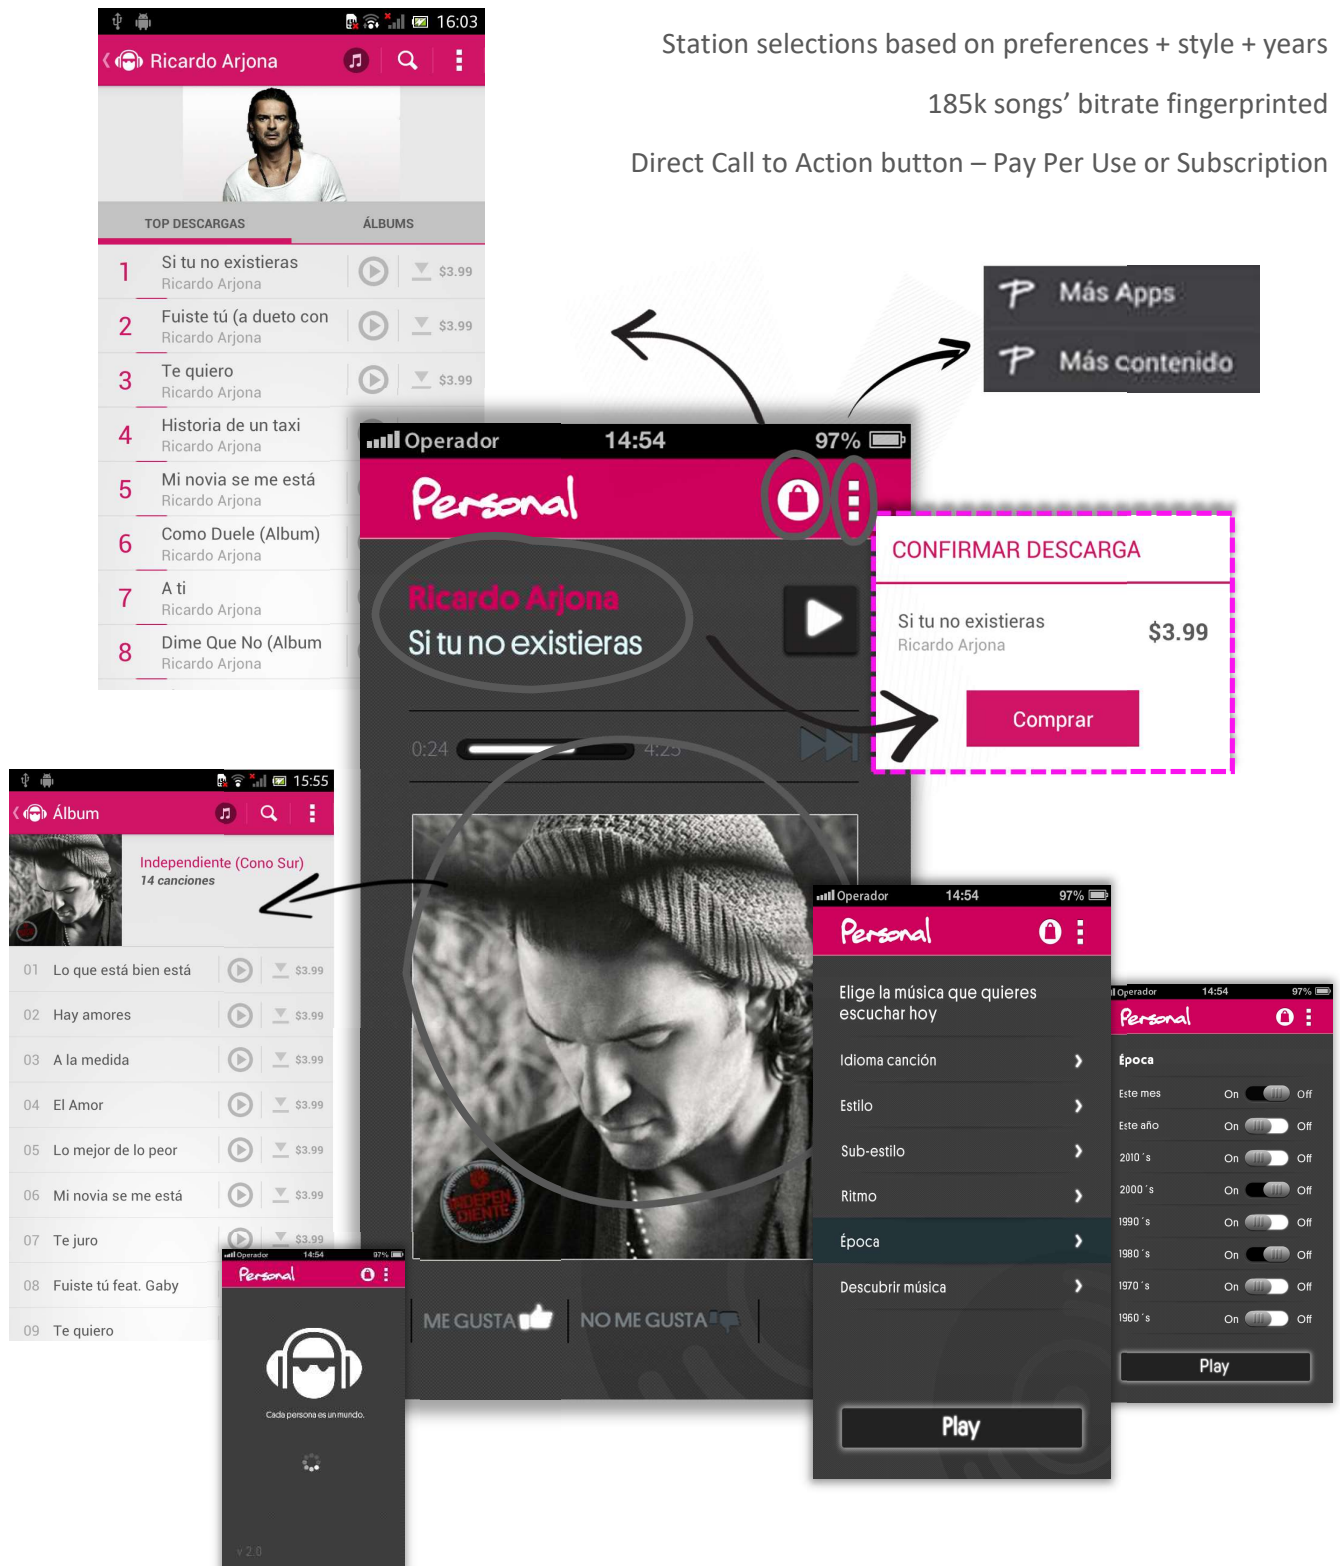 16:03
Ricardo Arjona
TOP DESCARGAS
ÁLBUMS
1 Si tu no existieras $3.99
Ricardo Arjona
2 Fuiste tú (a dueto con $3.99
Ricardo Arjona
3 Te quiero $3.99
Ricardo Arjona
4 Historia de un taxi
Ricardo Arjona
5 Mi novia se me está
Ricardo Arjona
6 Como Duele (Album)
Ricardo Arjona
7 A ti
Ricardo Arjona
8 Dime Que No (Album
Ricardo Arjona
Station selections based on preferences + style + years
185k songs’ bitrate fingerprinted
Direct Call to Action button – Pay Per Use or Subscription
Más Apps
Más contenido
Operador 14:54 97%
Personal
Ricardo Arjona
Si tu no existieras
0:24 4:25
INDEPEN
DIENTE
ME GUSTA NO ME GUSTA
CONFIRMAR DESCARGA
Si tu no existieras $3.99
Ricardo Arjona
Comprar
15:55
Álbum
Independiente (Cono Sur)
14 canciones
01 Lo que está bien está $3.99
02 Hay amores $3.99
03 A la medida $3.99
04 El Amor $3.99
05 Lo mejor de lo peor $3.99
06 Mi novia se me está $3.99
07 Te juro $3.99
08 Fuiste tú feat. Gaby
09 Te quiero
Operador 14:54 97%
Personal
Cada persona es un mundo.
v 2.0
Operador 14:54 97%
Personal
Elige la música que quieres
escuchar hoy
Idioma canción
Estilo
Sub-estilo
Ritmo
Época
Descubrir música
Play
Operador 14:54 97%
Personal
Época
Este mes On Off
Este año On Off
2010´s On Off
2000´s On Off
1990´s On Off
1980´s On Off
1970´s On Off
1960´s On Off
Play